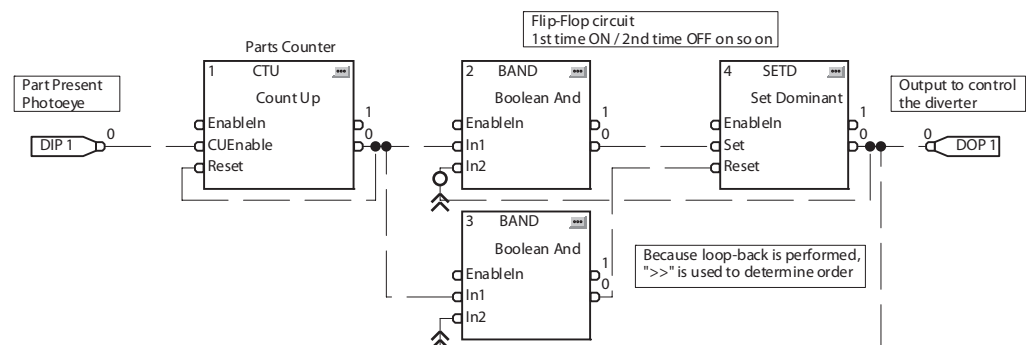 Flip-Flop circuit
1st time ON / 2nd time OFF on so on
Parts Counter
Part Present
Photoeye
1 CTU
Count Up
EnableIn
CUEnable
Reset
1
0
2 BAND
Boolean And
EnableIn
In1
In2
1
0
4 SETD
Set Dominant
EnableIn
Set
Reset
1
0
Output to control
the diverter
0
DIP 1
0
DOP 1
3 BAND
Boolean And
EnableIn
In1
In2
1
0
Because loop-back is performed,
">>" is used to determine order